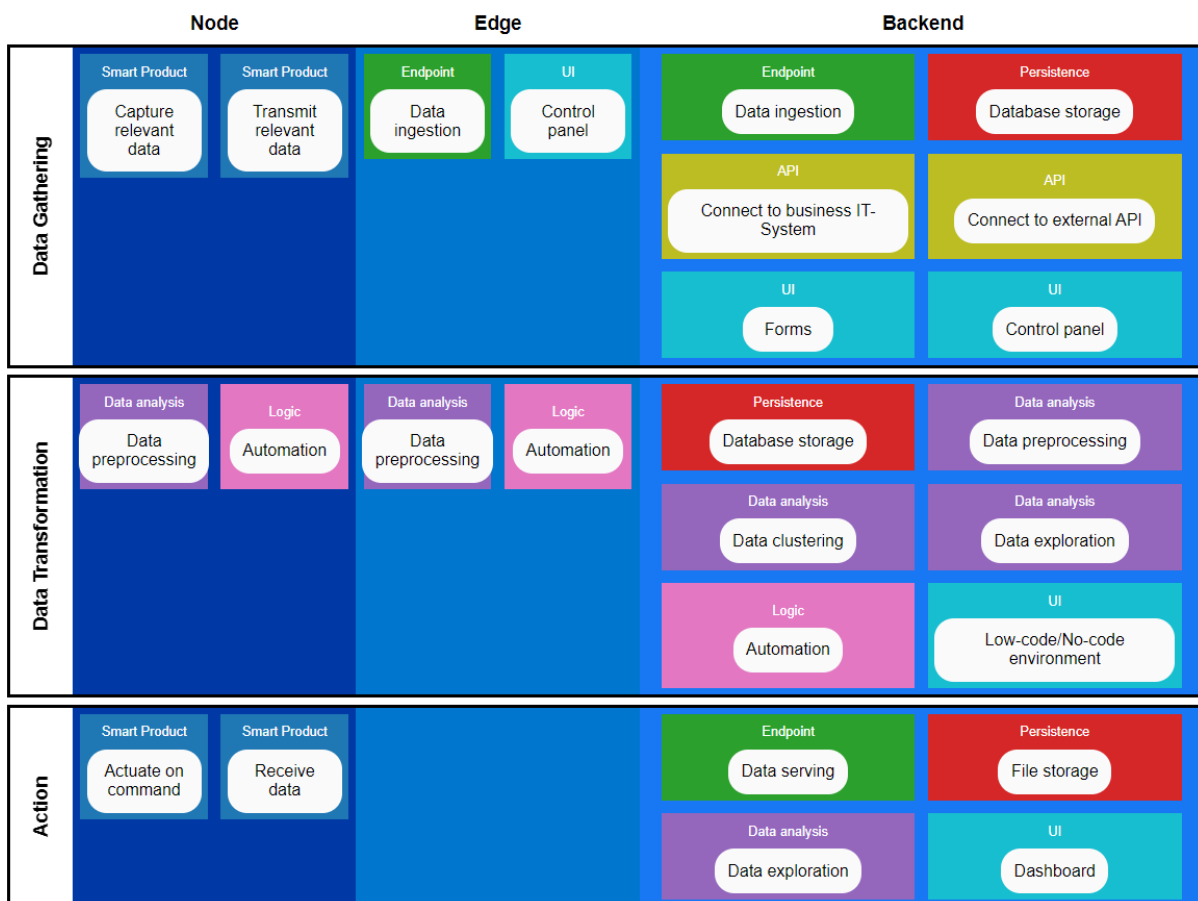 Node
Edge
Backend
Data Gathering
Smart Product
Capture
relevant
data
Smart Product
Transmit
relevant
data
Endpoint
Data
ingestion
UI
Control
panel
Endpoint
Data ingestion
Persistence
Database storage
API
Connect to business IT-
System
API
Connect to external API
UI
Forms
UI
Control panel
Data Transformation
Data analysis
Data
preprocessing
Logic
Automation
Data analysis
Data
preprocessing
Logic
Automation
Persistence
Database storage
Data analysis
Data preprocessing
Data analysis
Data clustering
Data analysis
Data exploration
Logic
Automation
UI
Low-code/No-code
environment
Action
Smart Product
Actuate on
command
Smart Product
Receive
data
Endpoint
Data serving
Persistence
File storage
Data analysis
Data exploration
UI
Dashboard